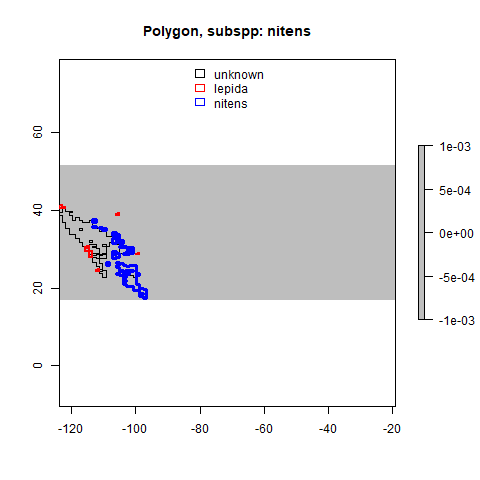 Polygon, subspp: nitens
unknown
lepida
nitens
60
40
20
0
-120
-100
-80
-60
-40
-20
1e-03
5e-04
0e+00
-5e-04
-1e-03